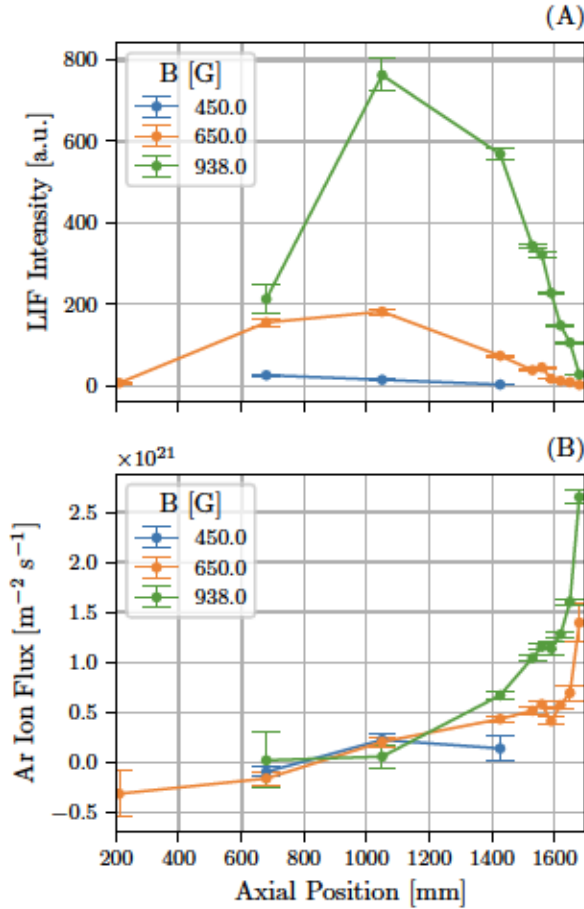 (A)
LIF Intensity [a.u.]
800
600
400
200
0
B [G]
450.0
650.0
938.0
(B)
×10²¹
Ar Ion Flux [m⁻² s⁻¹]
2.5
2.0
1.5
1.0
0.5
0.0
−0.5
B [G]
450.0
650.0
938.0
200 400 600 800 1000 1200 1400 1600
Axial Position [mm]